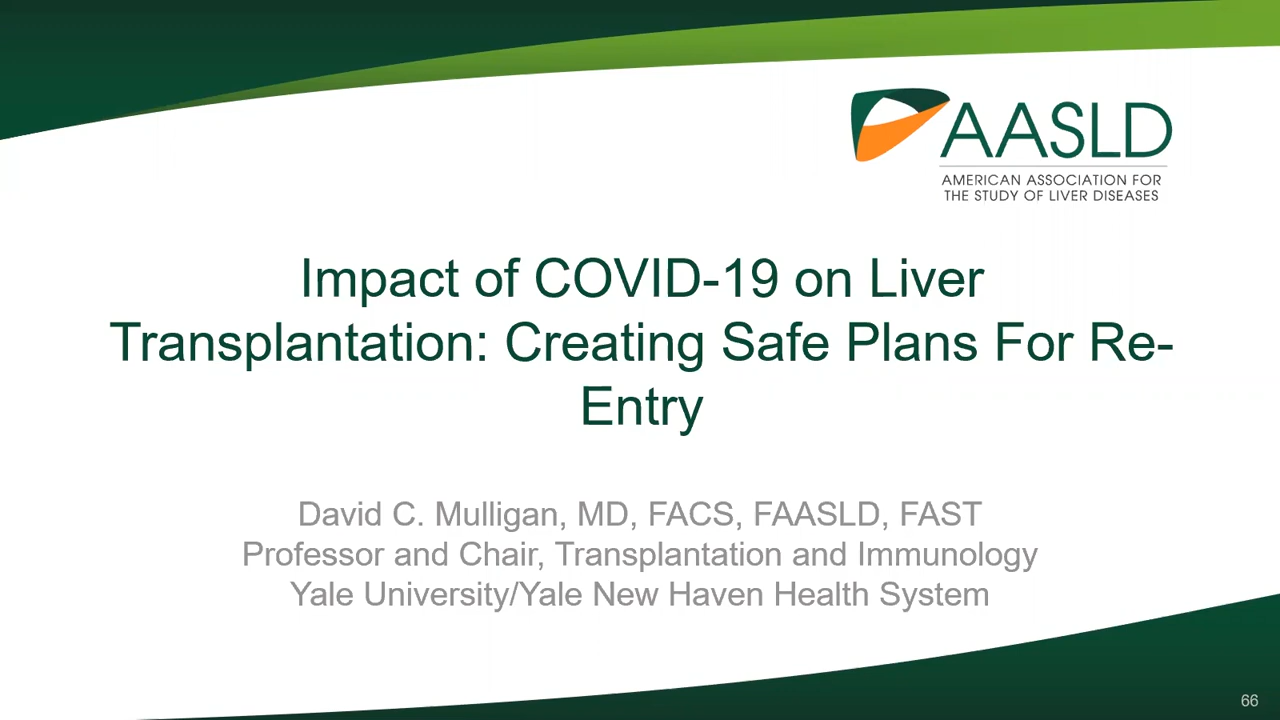 AASLD
AMERICAN ASSOCIATION FOR
THE STUDY OF LIVER DISEASES
Impact of COVID-19 on Liver
Transplantation: Creating Safe Plans For Re-
Entry
David C. Mulligan, MD, FACS, FAASLD, FAST
Professor and Chair, Transplantation and Immunology
Yale University/Yale New Haven Health System
66